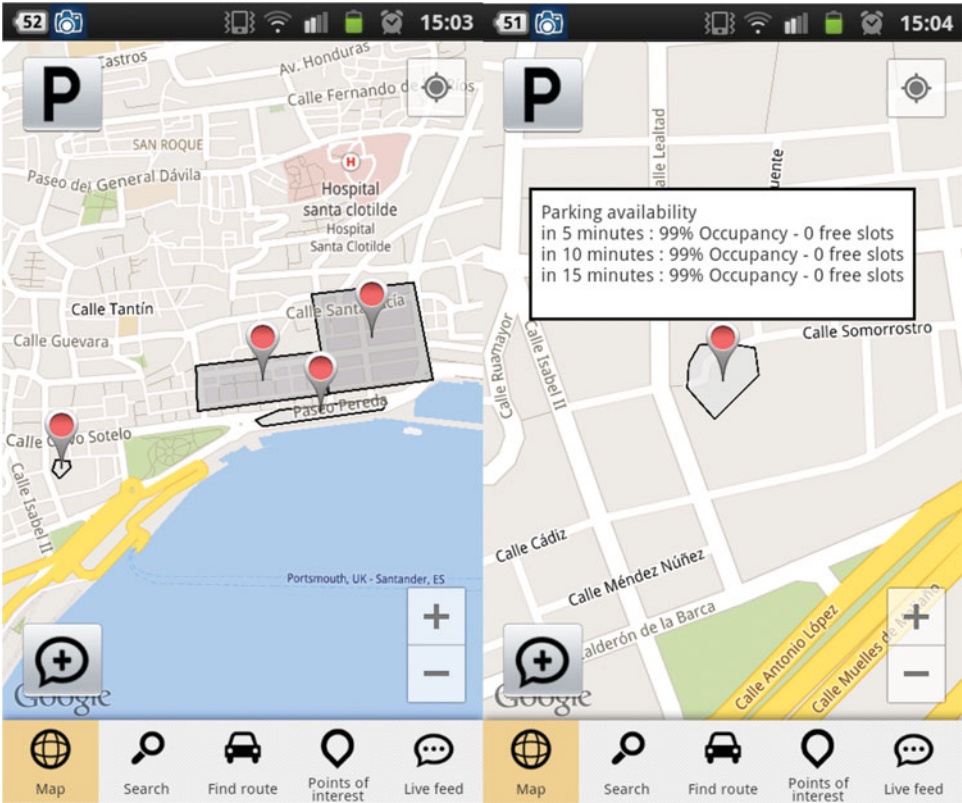 52
15:03
P
Castros
Av. Honduras
Calle Fernando de Ríos
SAN ROQUE
Paseo del General Dávila
H
Hospital
santa clotilde
Hospital
Santa Clotilde
Calle Tantín
Calle Santa Lucía
Calle Guevara
Paseo Pereda
Calle Calvo Sotelo
Calle Isabel II
Portsmouth, UK - Santander, ES
+
−
Google
Map
Search
Find route
Points of
interest
Live feed
51
15:04
P
alle Lealtad
uente
Parking availability
in 5 minutes : 99% Occupancy - 0 free slots
in 10 minutes : 99% Occupancy - 0 free slots
in 15 minutes : 99% Occupancy - 0 free slots
Calle Somorrostro
Calle Ruamayor
Calle Isabel II
Calle Cádiz
Calle Méndez Núñez
Calderón de la Barca
Calle Antonio López
Calle Muelles de
+
−
Google
Map
Search
Find route
Points of
interest
Live feed